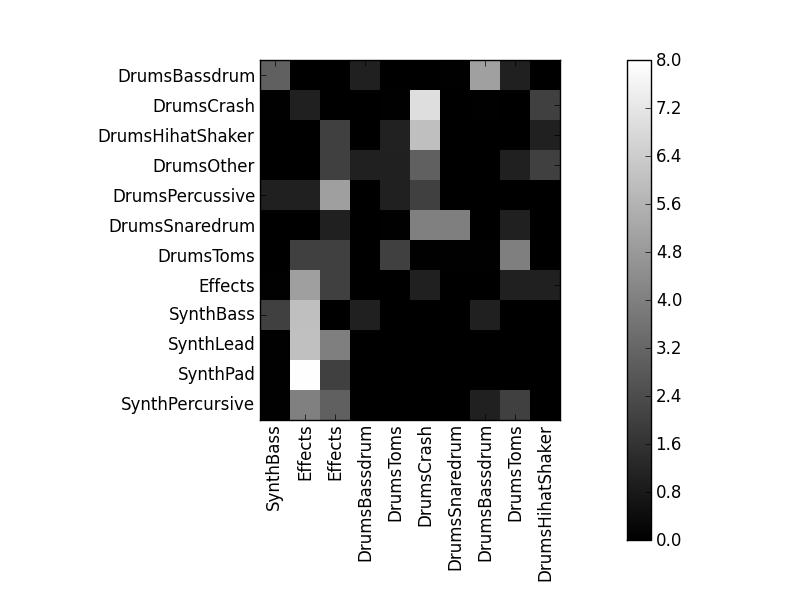 DrumsBassdrum
DrumsCrash
DrumsHihatShaker
DrumsOther
DrumsPercussive
DrumsSnaredrum
DrumsToms
Effects
SynthBass
SynthLead
SynthPad
SynthPercursive
SynthBass
Effects
Effects
DrumsBassdrum
DrumsToms
DrumsCrash
DrumsSnaredrum
DrumsBassdrum
DrumsToms
DrumsHihatShaker
8.0
7.2
6.4
5.6
4.8
4.0
3.2
2.4
1.6
0.8
0.0